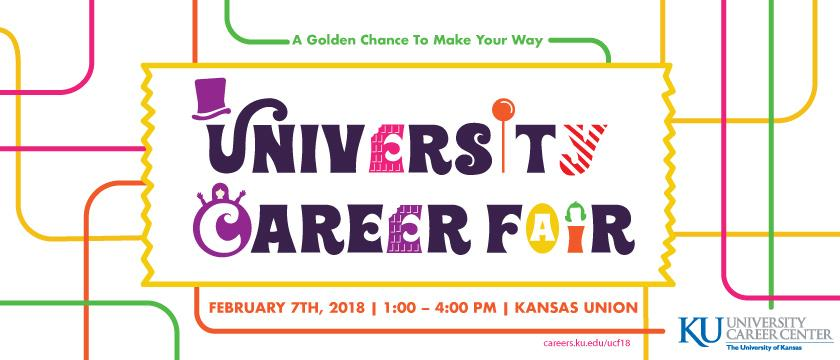 A Golden Chance To Make Your Way
UNIVERSITY
CAREER FAIR
FEBRUARY 7TH, 2018 | 1:00 – 4:00 PM | KANSAS UNION
careers.ku.edu/ucf18
KU UNIVERSITY
CAREER CENTER
The University of Kansas